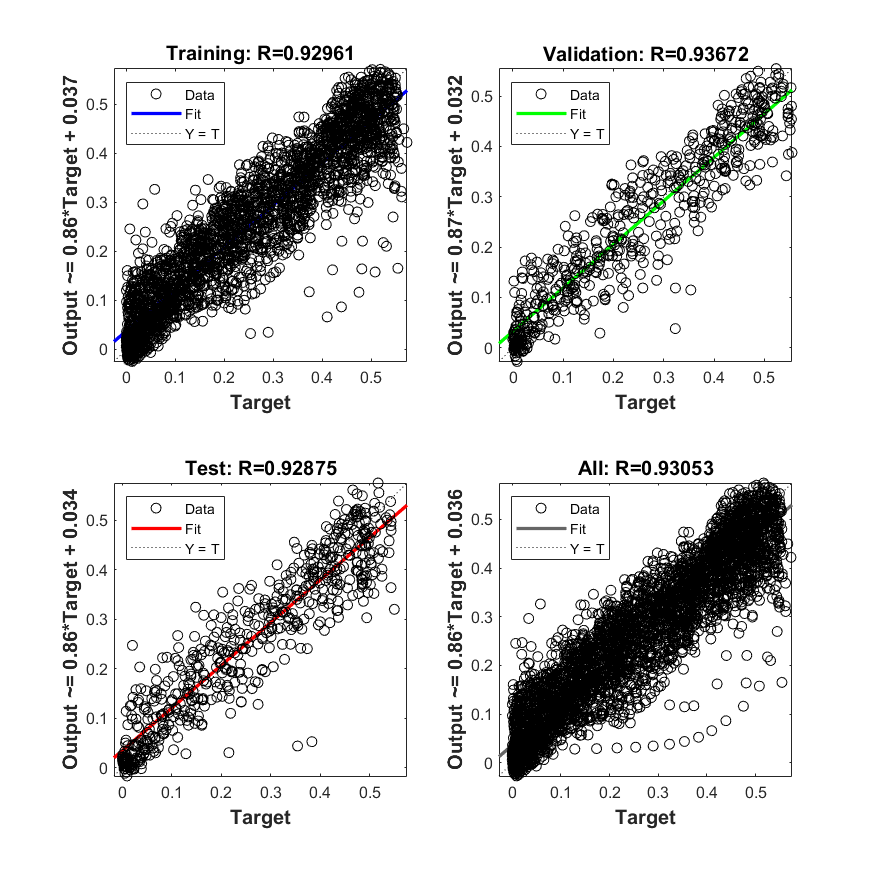 Training: R=0.92961
Output ~= 0.86*Target + 0.037
Data
Fit
Y = T
0.5
0.4
0.3
0.2
0.1
0
0 0.1 0.2 0.3 0.4 0.5
Target
Validation: R=0.93672
Output ~= 0.87*Target + 0.032
Data
Fit
Y = T
0.5
0.4
0.3
0.2
0.1
0
0 0.1 0.2 0.3 0.4 0.5
Target
Test: R=0.92875
Output ~= 0.86*Target + 0.034
Data
Fit
Y = T
0.5
0.4
0.3
0.2
0.1
0
0 0.1 0.2 0.3 0.4 0.5
Target
All: R=0.93053
Output ~= 0.86*Target + 0.036
Data
Fit
Y = T
0.5
0.4
0.3
0.2
0.1
0
0 0.1 0.2 0.3 0.4 0.5
Target